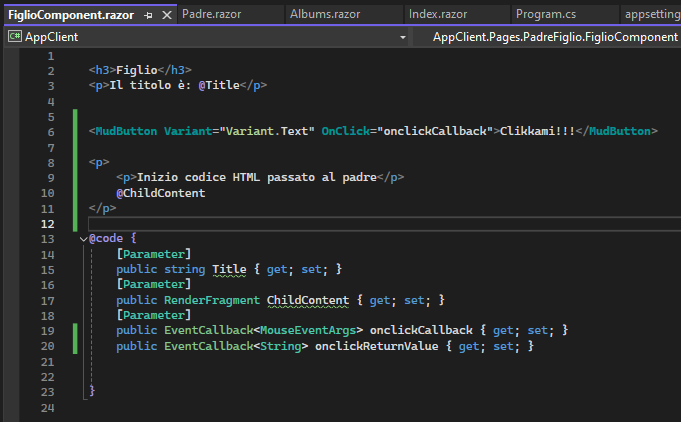 FiglioComponent.razor Padre.razor Albums.razor Index.razor Program.cs appsetting
C# AppClient AppClient.Pages.PadreFiglio.FiglioComponent
1
2 <h3>Figlio</h3>
3 <p>Il titolo è: @Title</p>
4
5
6 <MudButton Variant="Variant.Text" OnClick="onclickCallback">Clikkami!!!</MudButton>
7
8 <p>
9 <p>Inizio codice HTML passato al padre</p>
10 @ChildContent
11 </p>
12
13 @code {
14 [Parameter]
15 public string Title { get; set; }
16 [Parameter]
17 public RenderFragment ChildContent { get; set; }
18 [Parameter]
19 public EventCallback<MouseEventArgs> onclickCallback { get; set; }
20 public EventCallback<String> onclickReturnValue { get; set; }
21
22
23 }
24